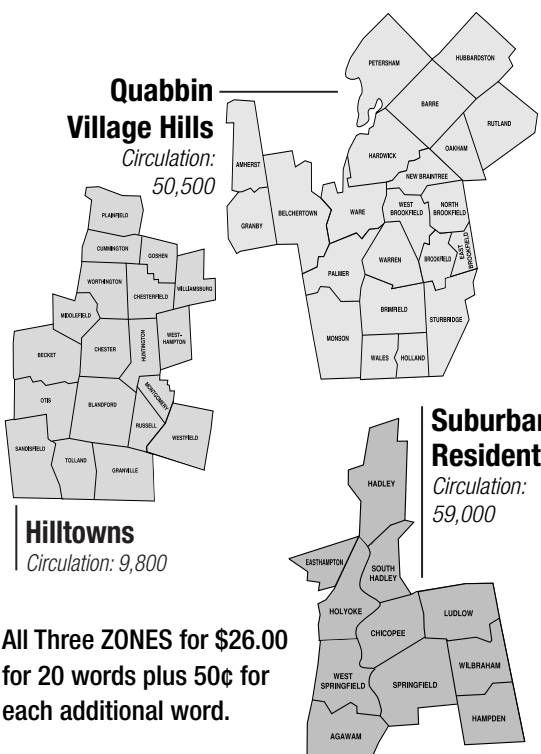 Quabbin
Village Hills
Circulation:
50,500
PETERSHAM
HUBBARDSTON
BARRE
RUTLAND
OAKHAM
HARDWICK
NEW BRAINTREE
AMHERST
BELCHERTOWN
GRANBY
WARE
WEST
BROOKFIELD
NORTH
BROOKFIELD
EAST
BROOKFIELD
BROOKFIELD
WARREN
PALMER
BRIMFIELD
STURBRIDGE
MONSON
WALES
HOLLAND
PLAINFIELD
CUMMINGTON
GOSHEN
WORTHINGTON
CHESTERFIELD
WILLIAMSBURG
MIDDLEFIELD
BECKET
CHESTER
HUNTINGTON
WEST-
HAMPTON
OTIS
BLANDFORD
MONTGOMERY
RUSSELL
WESTFIELD
SANDISFIELD
TOLLAND
GRANVILLE
Hilltowns
Circulation: 9,800
Suburban
Resident
Circulation:
59,000
HADLEY
EASTHAMPTON
SOUTH
HADLEY
HOLYOKE
LUDLOW
CHICOPEE
WEST
SPRINGFIELD
SPRINGFIELD
WILBRAHAM
HAMPDEN
AGAWAM
All Three ZONES for $26.00
for 20 words plus 50¢ for
each additional word.